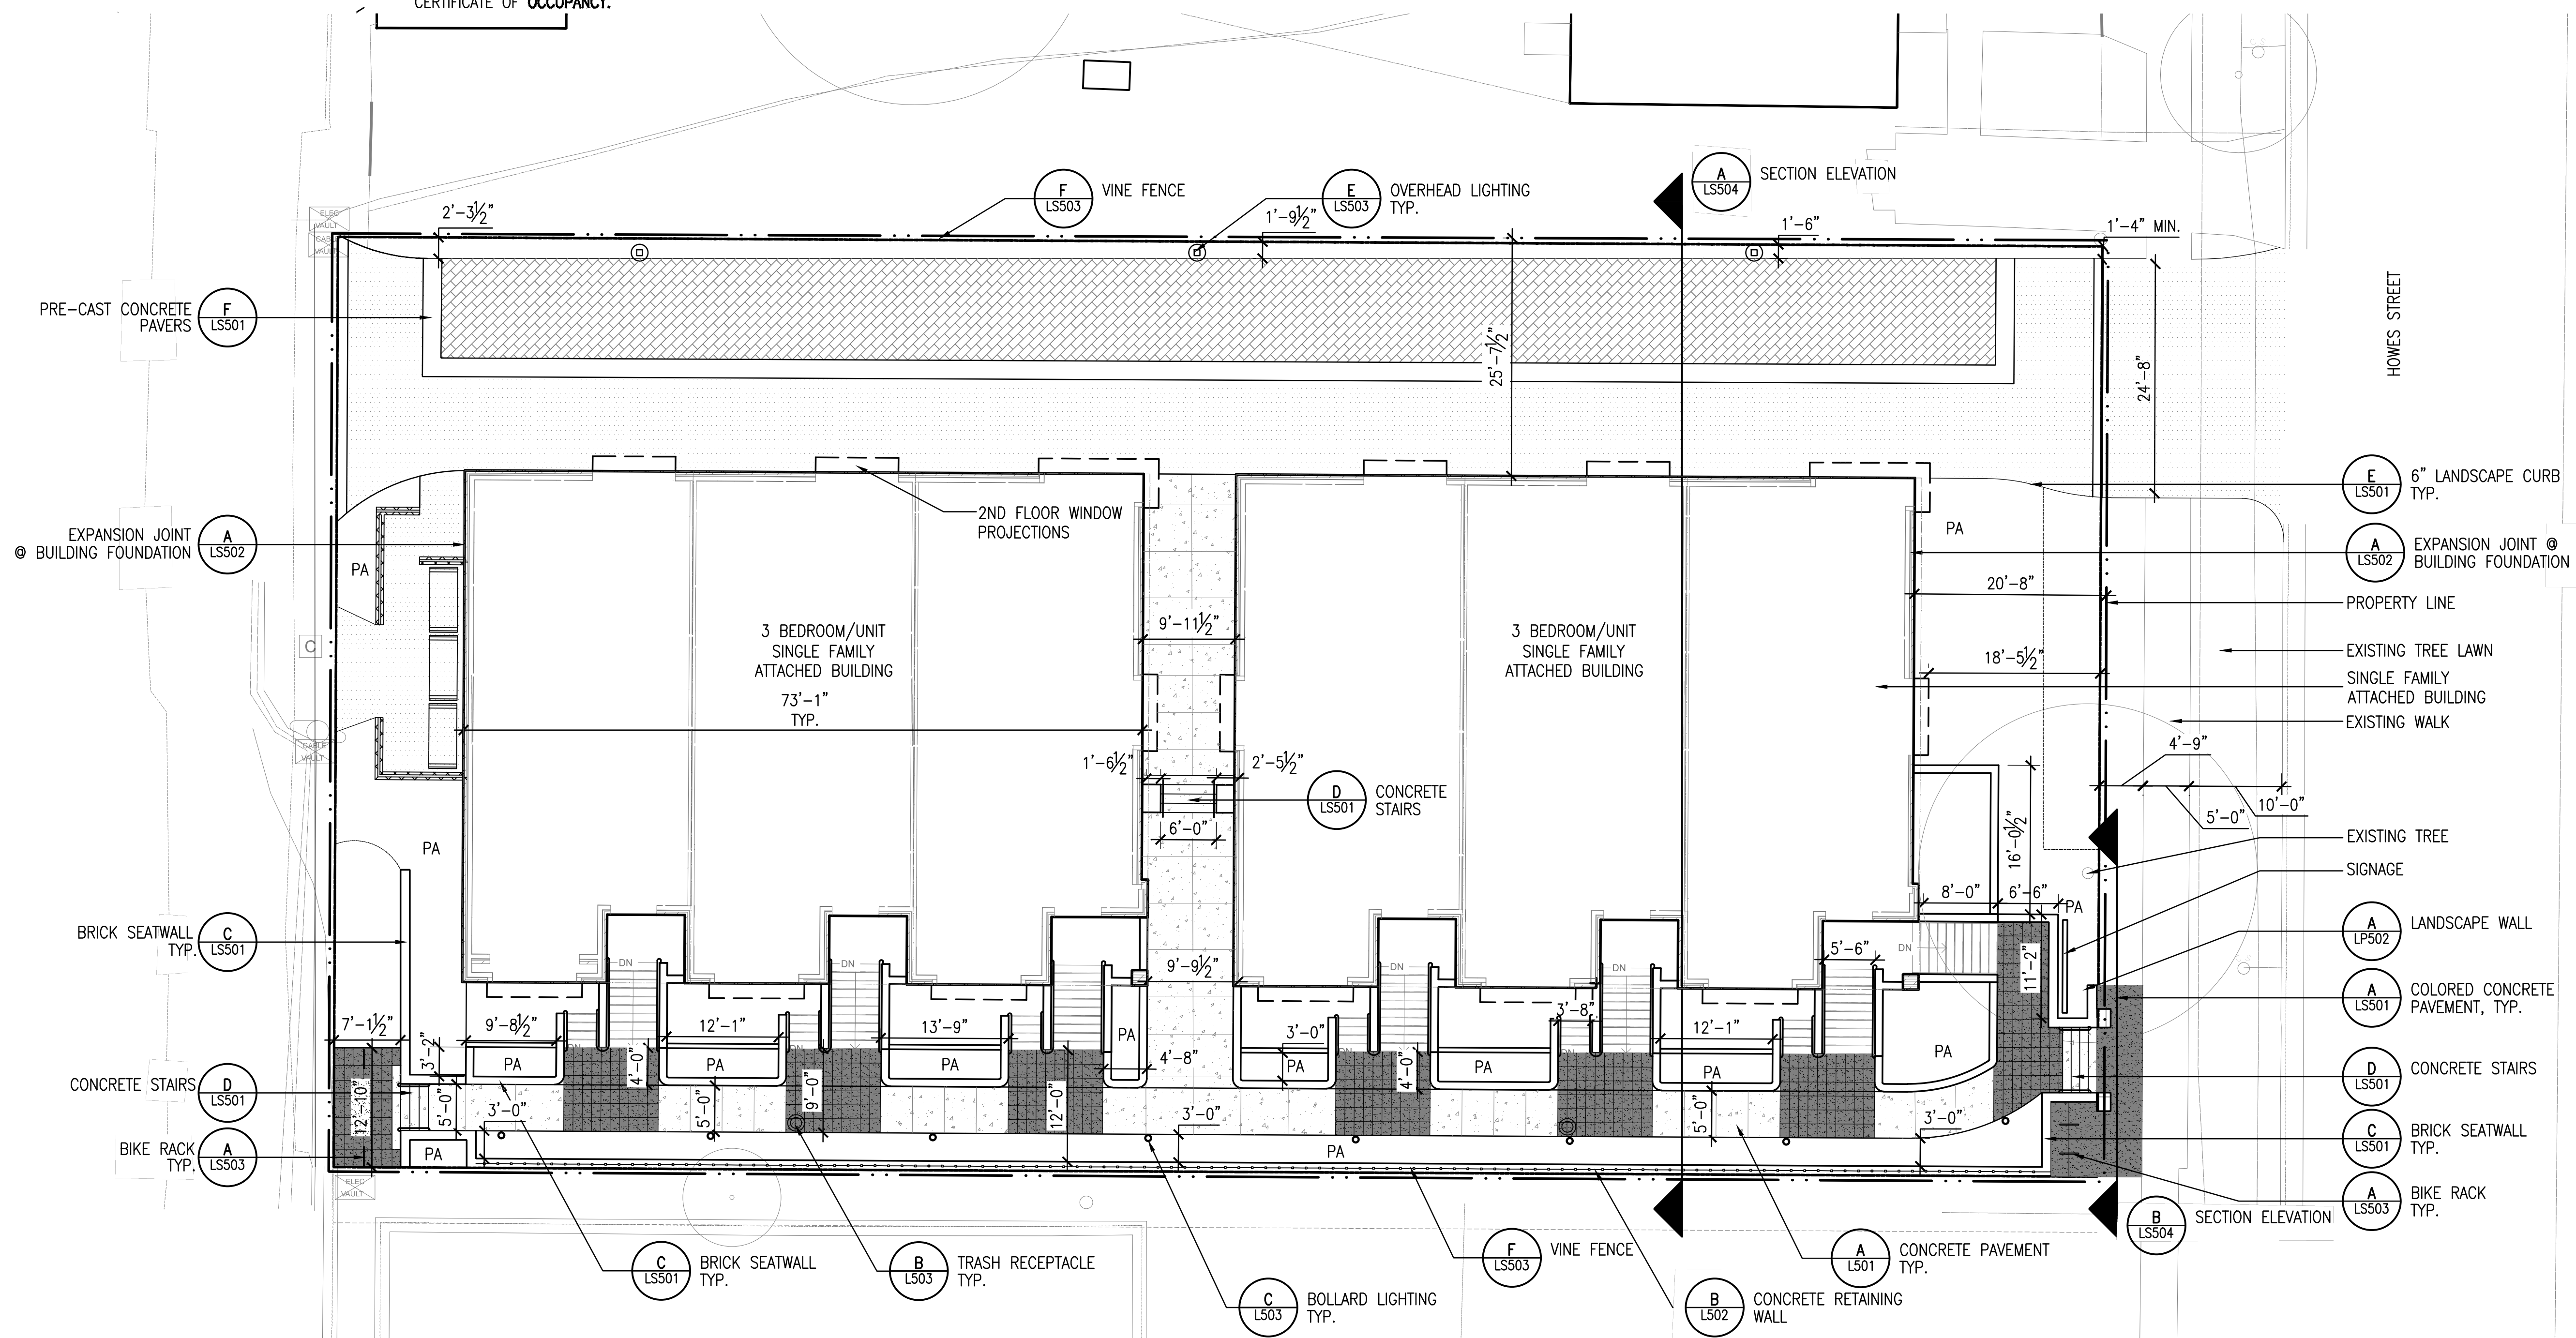 CERTIFICATE OF OCCUPANCY.
F
LS503
VINE FENCE
E
LS503
OVERHEAD LIGHTING
TYP.
A
LS504
SECTION ELEVATION
ELEC
VAULT
CABLE
VAULT
2'-3½"
1'-9½"
1'-6"
1'-4" MIN.
HOWES STREET
PRE-CAST CONCRETE
PAVERS
F
LS501
25'-7½"
24'-8"
E
LS501
6" LANDSCAPE CURB
TYP.
2ND FLOOR WINDOW
PROJECTIONS
PA
EXPANSION JOINT
@ BUILDING FOUNDATION
A
LS502
PA
A
LS502
EXPANSION JOINT @
BUILDING FOUNDATION
20'-8"
PROPERTY LINE
3 BEDROOM/UNIT
SINGLE FAMILY
ATTACHED BUILDING
73'-1"
TYP.
9'-11½"
3 BEDROOM/UNIT
SINGLE FAMILY
ATTACHED BUILDING
C
18'-5½"
EXISTING TREE LAWN
SINGLE FAMILY
ATTACHED BUILDING
EXISTING WALK
CABLE
VAULT
4'-9"
5'-0"
10'-0"
1'-6½"
2'-5½"
D
LS501
CONCRETE
STAIRS
6'-0"
16'-0½"
EXISTING TREE
SIGNAGE
PA
8'-0"
6'-6"
PA
A
LP502
LANDSCAPE WALL
BRICK SEATWALL
TYP.
C
LS501
DN
DN
DN
9'-9½"
DN
DN
5'-6"
DN
11'-2"
A
LS501
COLORED CONCRETE
PAVEMENT, TYP.
7'-1½"
9'-8½"
12'-1"
13'-9"
3'-8"
12'-1"
3'-2"
PA
PA
PA
PA
4'-8"
3'-0"
PA
PA
PA
PA
4'-0"
4'-0"
CONCRETE STAIRS
D
LS501
D
LS501
CONCRETE STAIRS
12'-10"
5'-0"
3'-0"
5'-0"
9'-0"
12'-0"
3'-0"
5'-0"
3'-0"
BIKE RACK
TYP.
A
LS503
PA
PA
C
LS501
BRICK SEATWALL
TYP.
ELEC
VAULT
A
LS503
BIKE RACK
TYP.
B
LS504
SECTION ELEVATION
C
LS501
BRICK SEATWALL
TYP.
B
L503
TRASH RECEPTACLE
TYP.
C
L503
BOLLARD LIGHTING
TYP.
F
LS503
VINE FENCE
B
L502
CONCRETE RETAINING
WALL
A
L501
CONCRETE PAVEMENT
TYP.